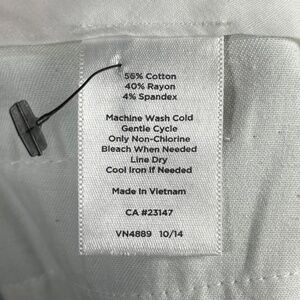 56% Cotton
40% Rayon
4% Spandex
Machine Wash Cold
Gentle Cycle
Only Non-Chlorine
Bleach When Needed
Line Dry
Cool Iron If Needed
Made In Vietnam
CA #23147
VN4889 10/14